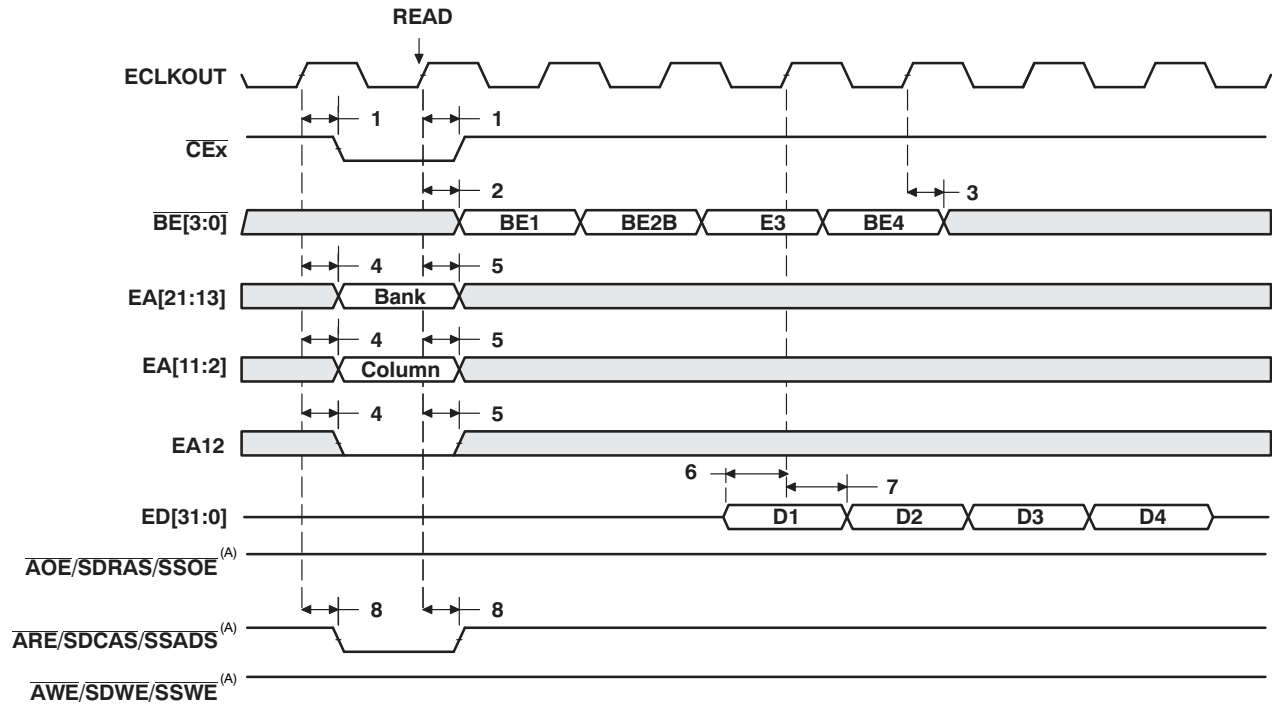 READ
ECLKOUT
1 1
CEx
2 3
BE[3:0] BE1 BE2B E3 BE4
4 5
EA[21:13] Bank
4 5
EA[11:2] Column
4 5
EA12
6 7
ED[31:0] D1 D2 D3 D4
AOE/SDRAS/SSOE(A)
8 8
ARE/SDCAS/SSADS(A)
AWE/SDWE/SSWE(A)